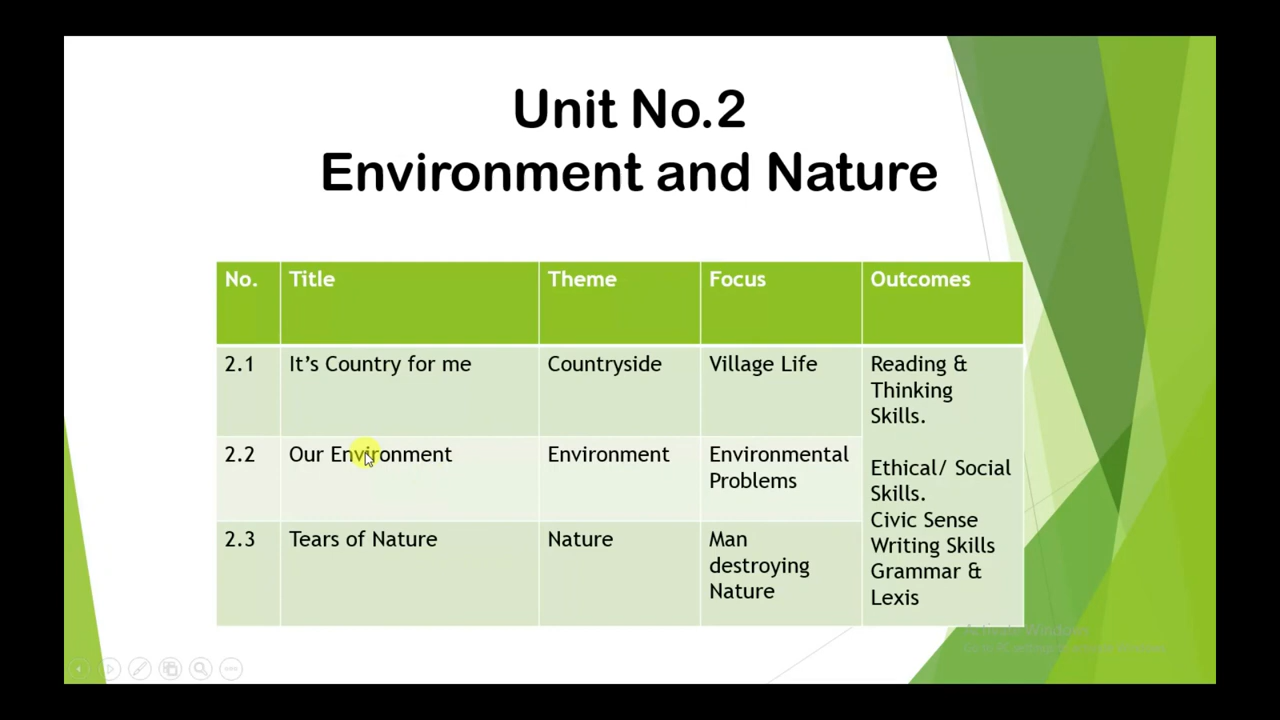 Unit No.2
Environment and Nature
No. Title Theme Focus Outcomes
2.1 It's Country for me Countryside Village Life Reading & Thinking Skills.
2.2 Our Environment Environment Environmental Problems Ethical/ Social Skills.
Civic Sense
Writing Skills
Grammar & Lexis
2.3 Tears of Nature Nature Man destroying Nature
Activate Windows